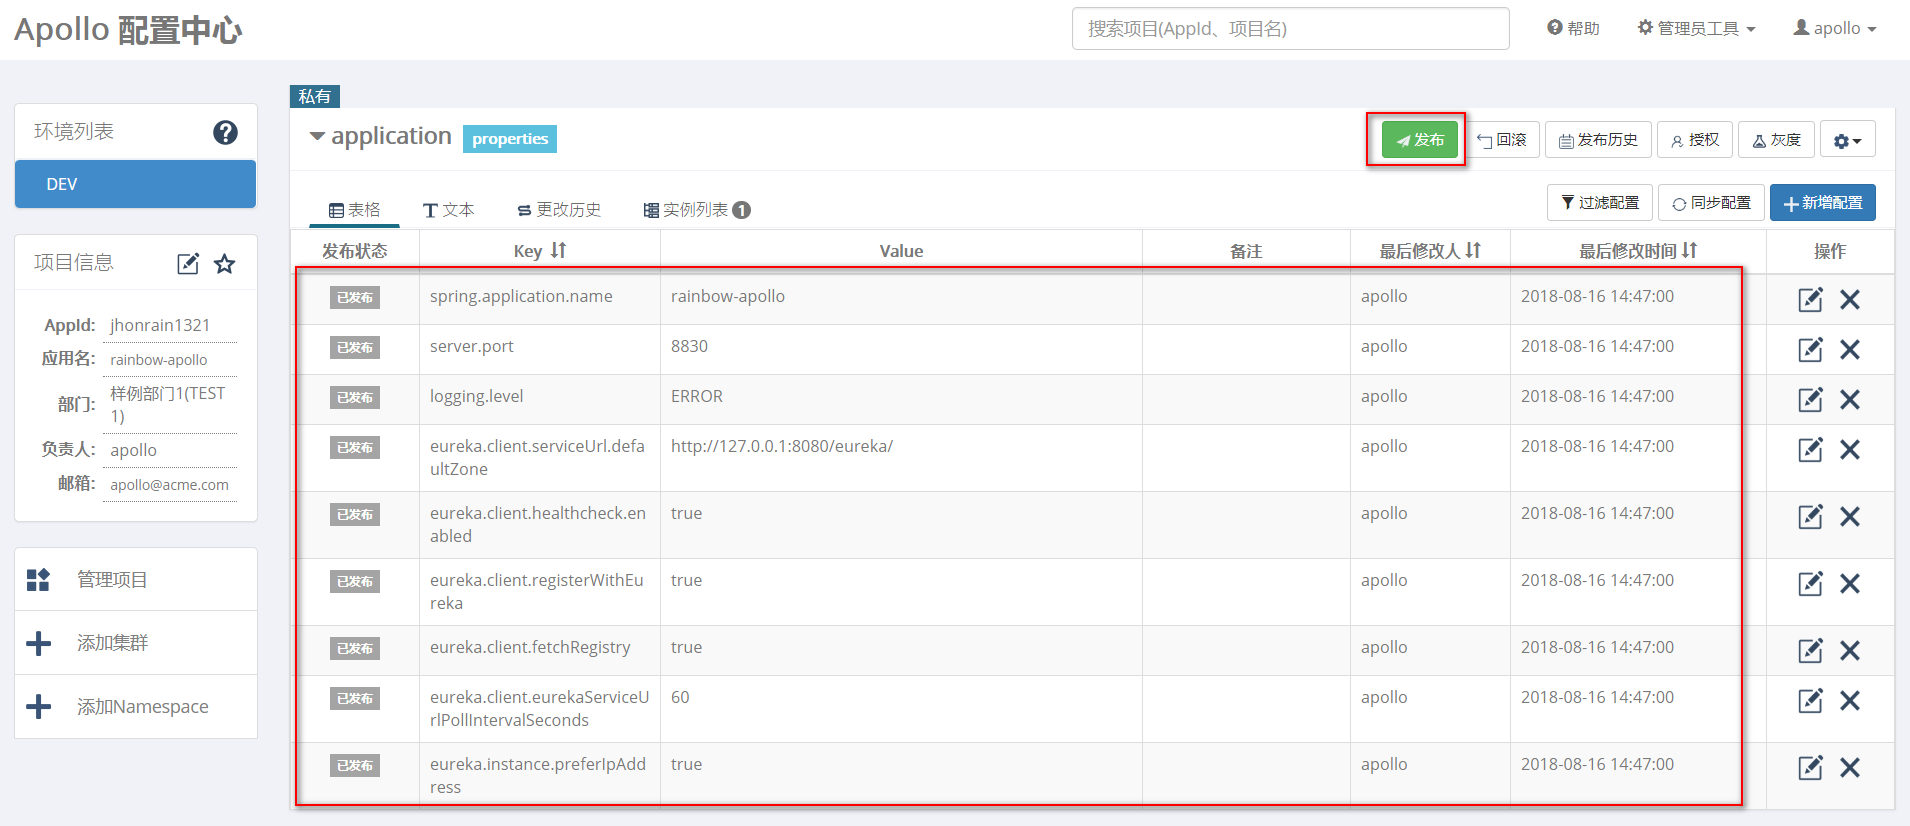 Apollo 配置中心
搜索项目(AppId、项目名)
帮助
管理员工具
apollo
环境列表
DEV
项目信息
AppId: jhonrain1321
应用名: rainbow-apollo
部门: 样例部门1(TEST
1)
负责人: apollo
邮箱: apollo@acme.com
管理项目
添加集群
添加Namespace
私有
application properties
发布 回滚 发布历史 授权 灰度
表格 文本 更改历史 实例列表 1
过滤配置 同步配置 新增配置
发布状态 Key Value 备注 最后修改人 最后修改时间 操作
已发布 spring.application.name rainbow-apollo apollo 2018-08-16 14:47:00
已发布 server.port 8830 apollo 2018-08-16 14:47:00
已发布 logging.level ERROR apollo 2018-08-16 14:47:00
已发布 eureka.client.serviceUrl.defa http://127.0.0.1:8080/eureka/ apollo 2018-08-16 14:47:00
ultZone
已发布 eureka.client.healthcheck.en true apollo 2018-08-16 14:47:00
abled
已发布 eureka.client.registerWithEu true apollo 2018-08-16 14:47:00
reka
已发布 eureka.client.fetchRegistry true apollo 2018-08-16 14:47:00
已发布 eureka.client.eurekaServiceU 60 apollo 2018-08-16 14:47:00
rlPollIntervalSeconds
已发布 eureka.instance.preferIpAdd true apollo 2018-08-16 14:47:00
ress